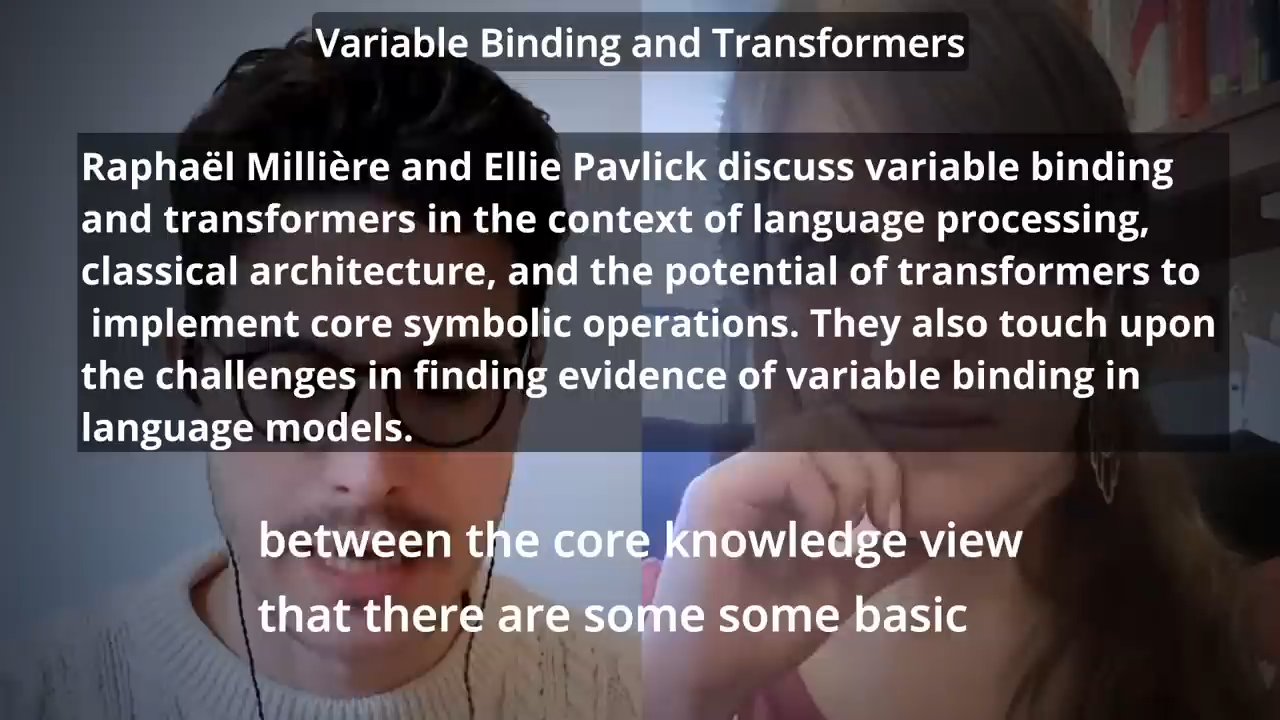 Variable Binding and Transformers
Raphaël Millière and Ellie Pavlick discuss variable binding
and transformers in the context of language processing,
classical architecture, and the potential of transformers to
implement core symbolic operations. They also touch upon
the challenges in finding evidence of variable binding in
language models.
between the core knowledge view
that there are some some basic